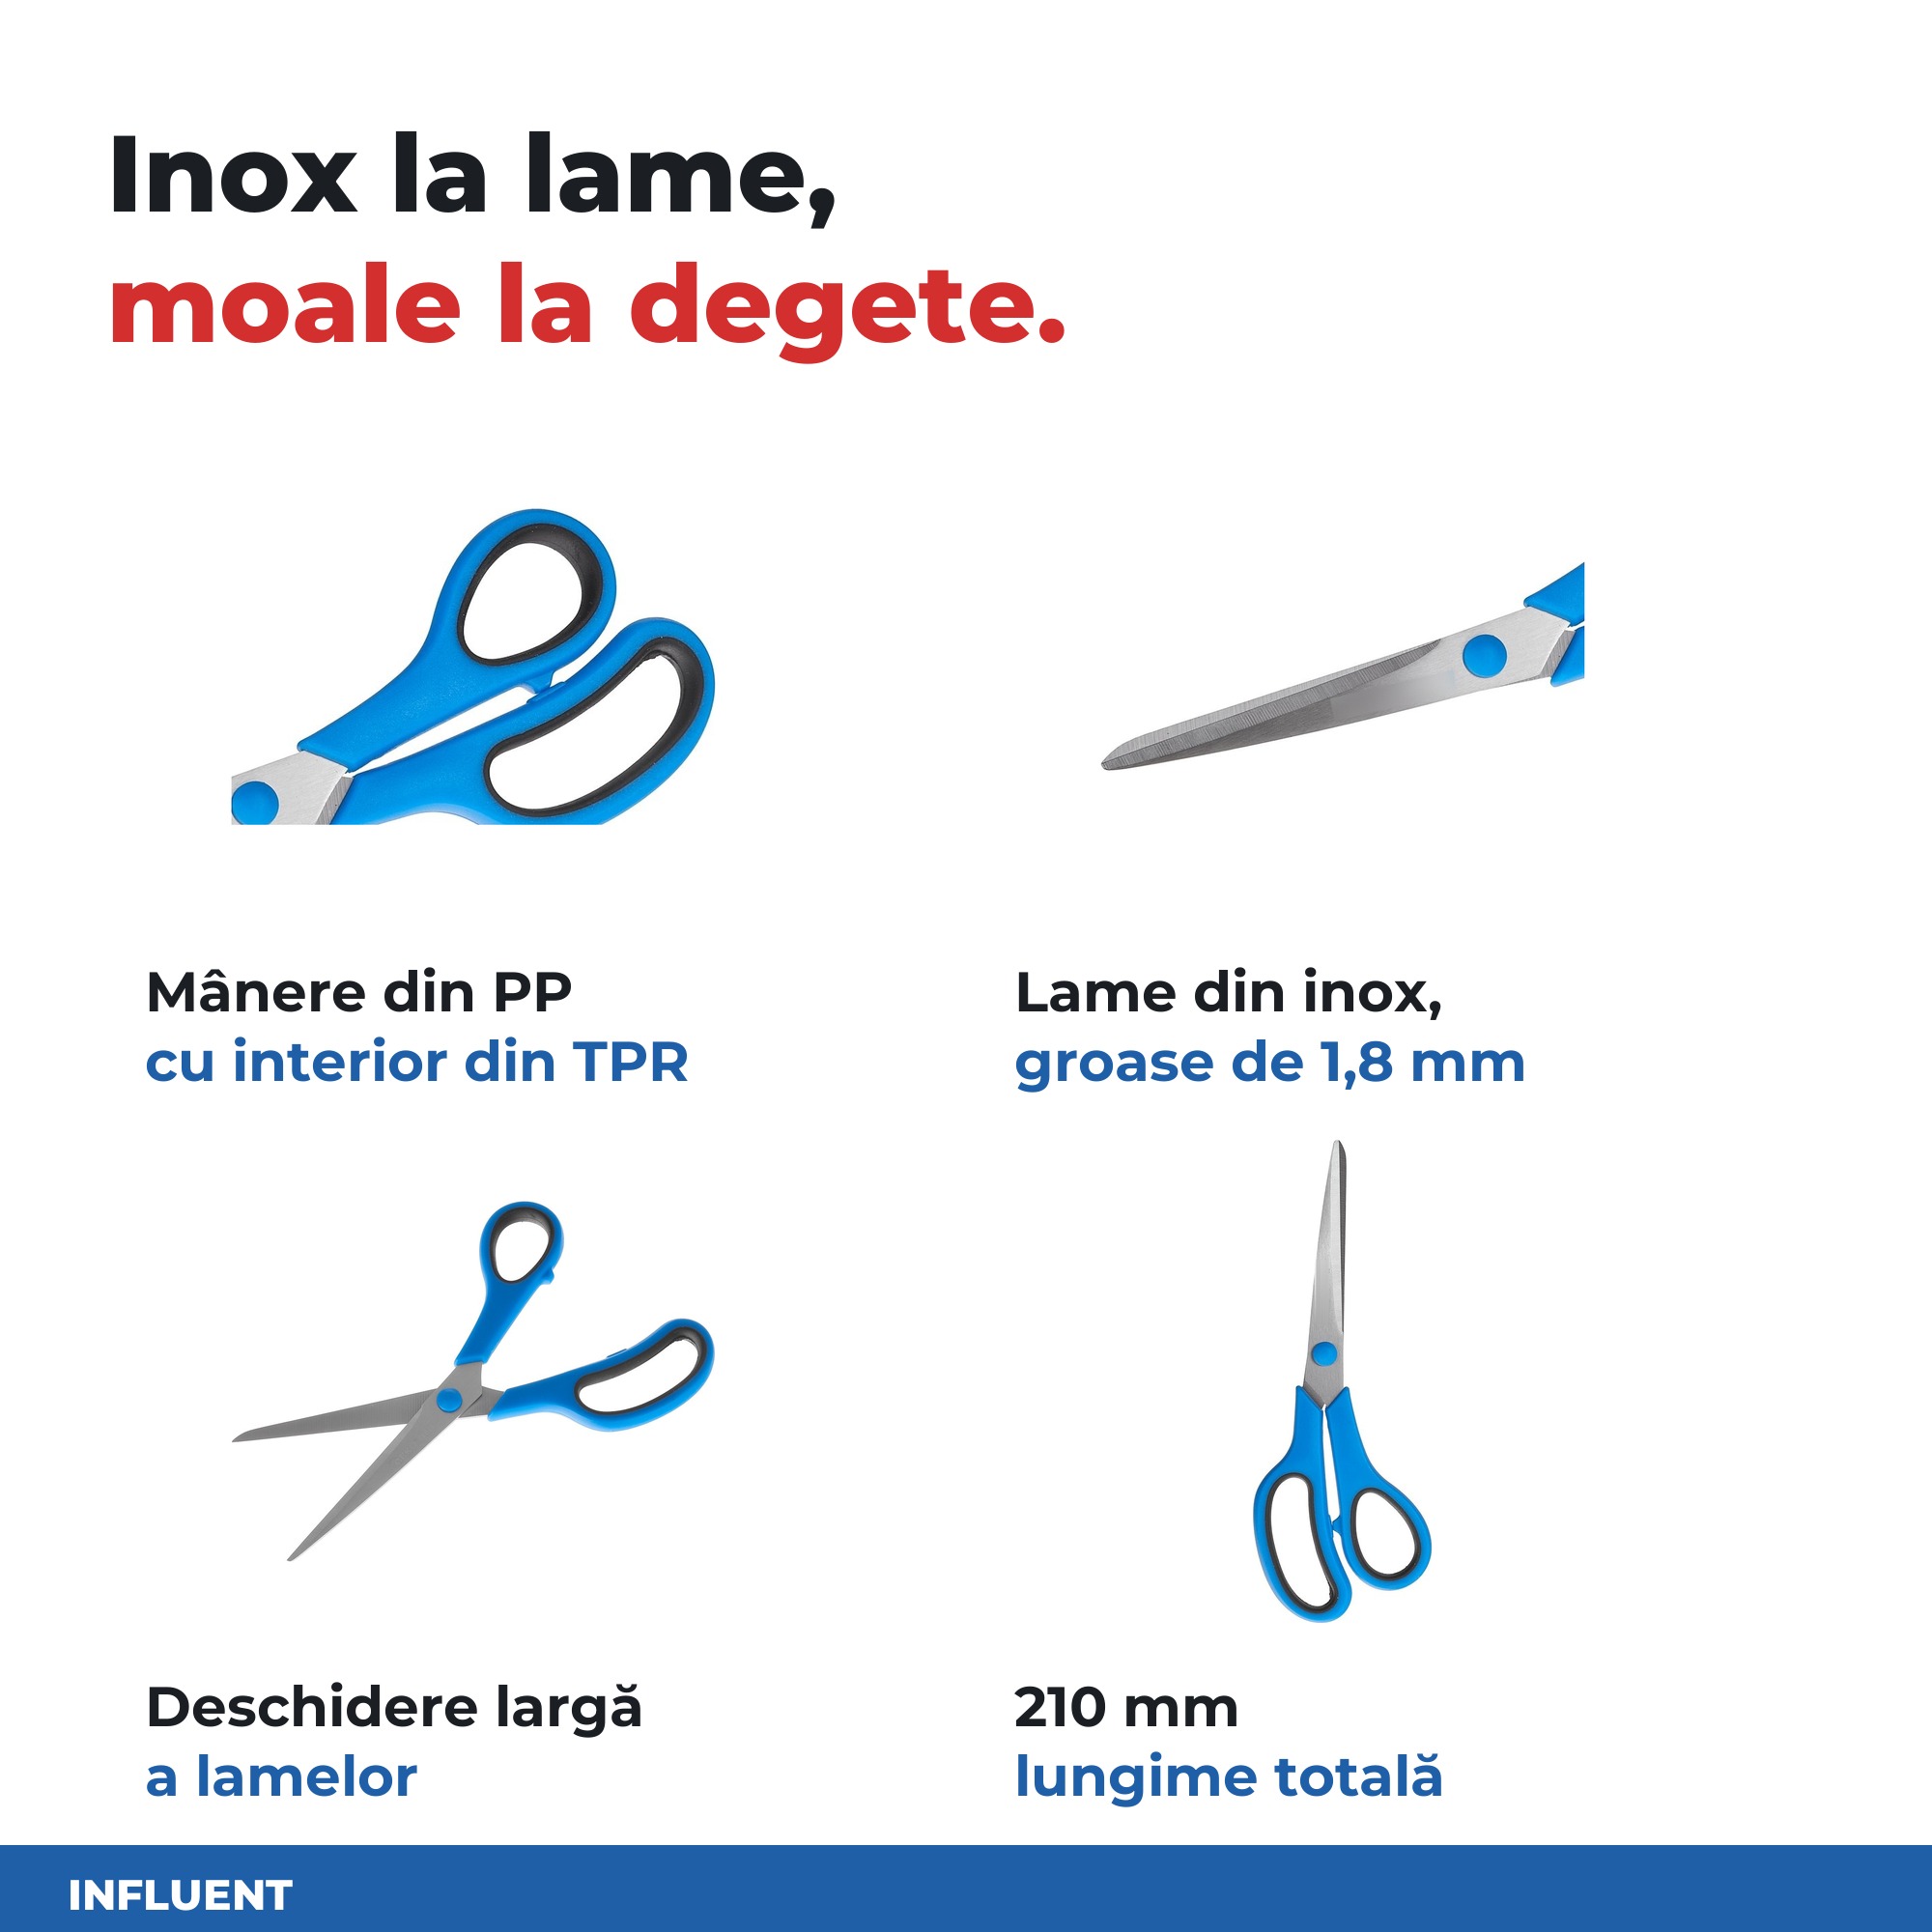 Inox la lame,
moale la degete.
Mânere din PP
cu interior din TPR
Lame din inox,
groase de 1,8 mm
Deschidere largă
a lamelor
210 mm
lungime totală
INFLUENT